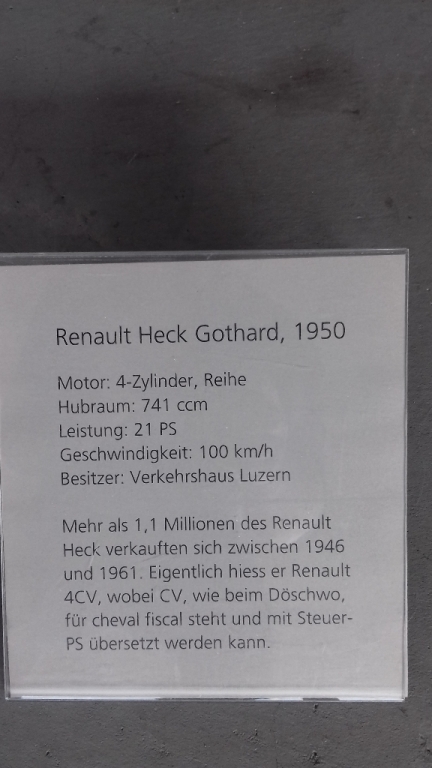 Renault Heck Gothard, 1950
Motor: 4-Zylinder, Reihe
Hubraum: 741 ccm
Leistung: 21 PS
Geschwindigkeit: 100 km/h
Besitzer: Verkehrshaus Luzern
Mehr als 1,1 Millionen des Renault
Heck verkauften sich zwischen 1946
und 1961. Eigentlich hiess er Renault
4CV, wobei CV, wie beim Döschwo,
für cheval fiscal steht und mit Steuer-
PS übersetzt werden kann.